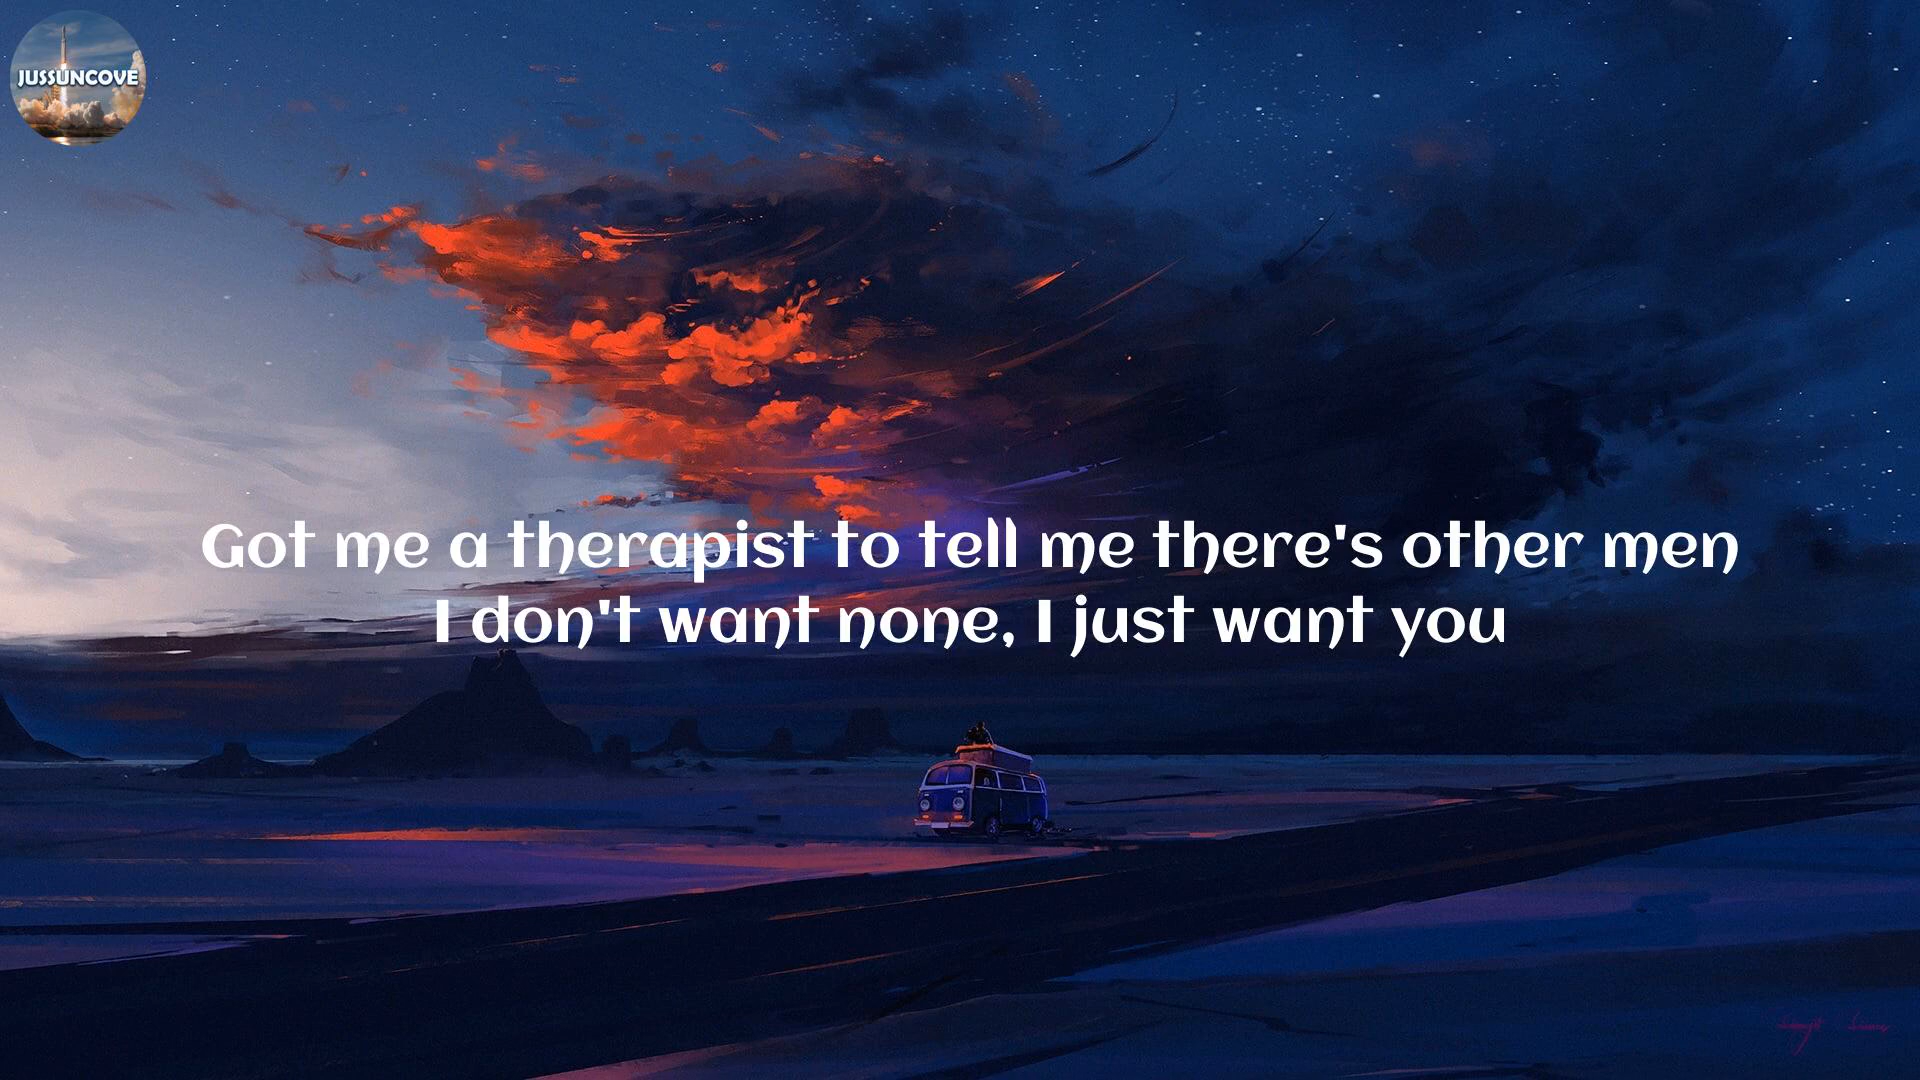 JUSSUNCOVE
Got me a therapist to tell me there's other men
I don't want none, I just want you